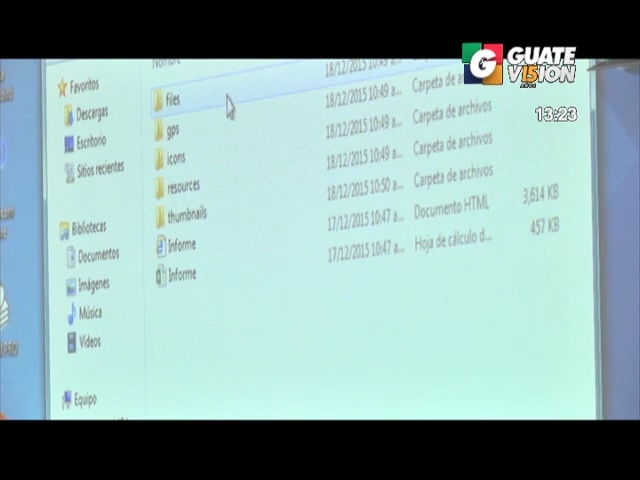 GUATE
VISION
15
AÑOS
13:23
Nombre
Favoritos
Descargas
Escritorio
Sitios recientes
Bibliotecas
Documentos
Imágenes
Música
Vídeos
Equipo
18/12/2015 10:49 a...
files 18/12/2015 10:49 a... Carpeta de archivos
gps 18/12/2015 10:49 a... Carpeta de archivos
icons 18/12/2015 10:49 a... Carpeta de archivos
resources 18/12/2015 10:50 a... Carpeta de archivos
thumbnails 17/12/2015 10:47 a... Documento HTML 3,614 KB
Informe 17/12/2015 10:47 a... Hoja de cálculo d... 457 KB
Informe